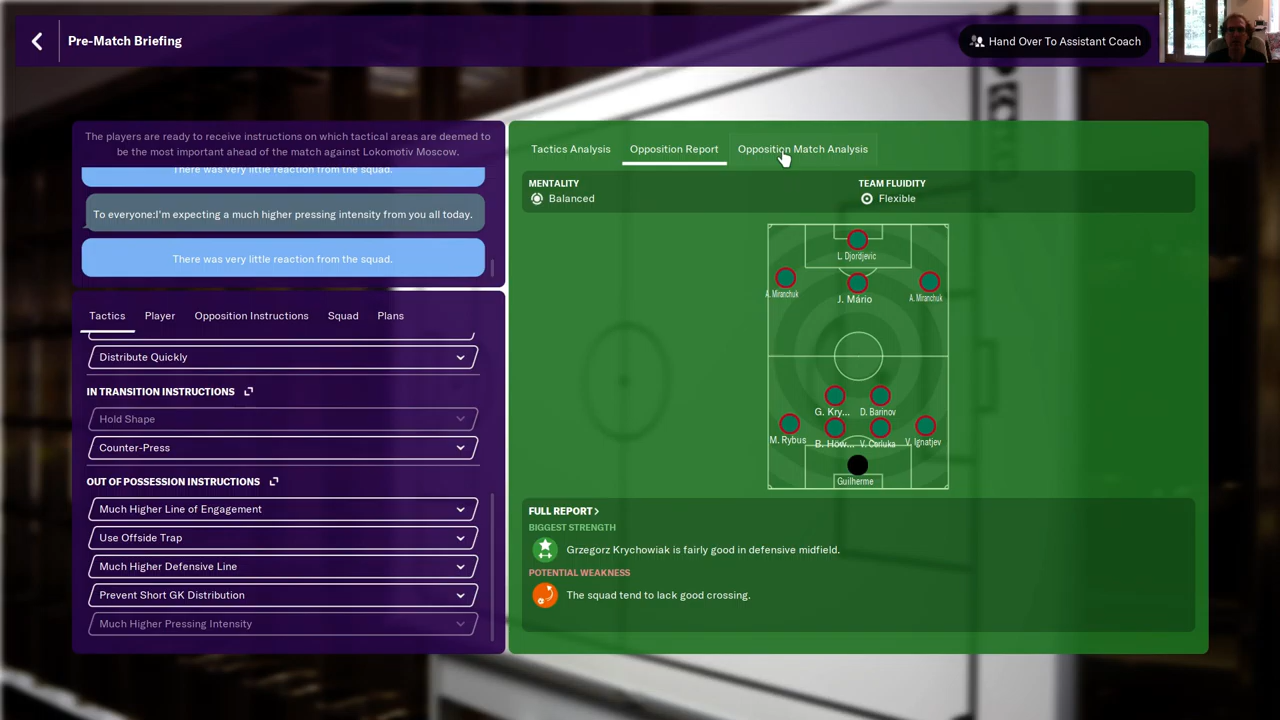 Pre-Match Briefing
Hand Over To Assistant Coach
The players are ready to receive instructions on which tactical areas are deemed to
be the most important ahead of the match against Lokomotiv Moscow.
There was very little reaction from the squad.
To everyone:I'm expecting a much higher pressing intensity from you all today.
There was very little reaction from the squad.
Tactics
Player
Opposition Instructions
Squad
Plans
Distribute Quickly
IN TRANSITION INSTRUCTIONS
Hold Shape
Counter-Press
OUT OF POSSESSION INSTRUCTIONS
Much Higher Line of Engagement
Use Offside Trap
Much Higher Defensive Line
Prevent Short GK Distribution
Much Higher Pressing Intensity
Tactics Analysis
Opposition Report
Opposition Match Analysis
MENTALITY
Balanced
TEAM FLUIDITY
Flexible
L. Djordjevic
A. Miranchuk
J. Mário
A. Miranchuk
G. Kry...
D. Barinov
M. Rybus
B. Höw...
V. Corluka
V. Ignatjev
Guilherme
FULL REPORT
BIGGEST STRENGTH
Grzegorz Krychowiak is fairly good in defensive midfield.
POTENTIAL WEAKNESS
The squad tend to lack good crossing.